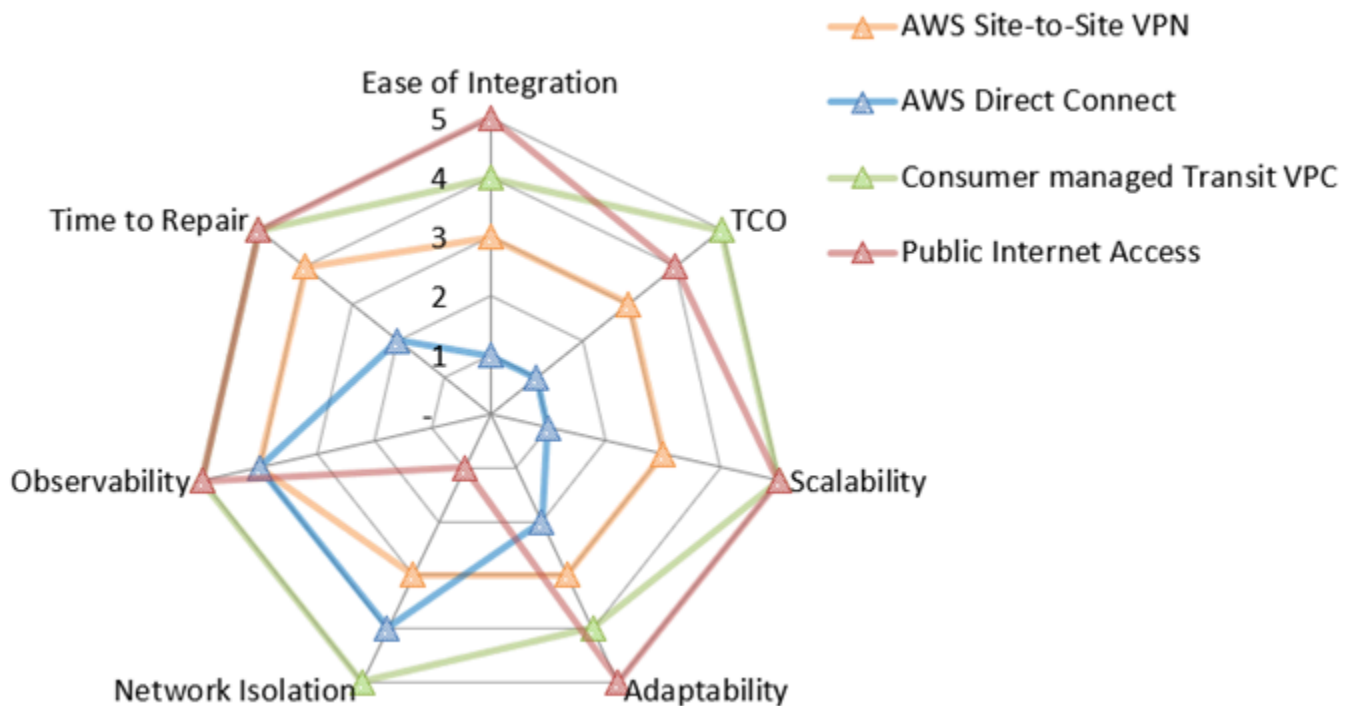 AWS Site-to-Site VPN
AWS Direct Connect
Consumer managed Transit VPC
Public Internet Access
Ease of Integration
5
4
3
2
1
-
TCO
Scalability
Adaptability
Network Isolation
Observability
Time to Repair